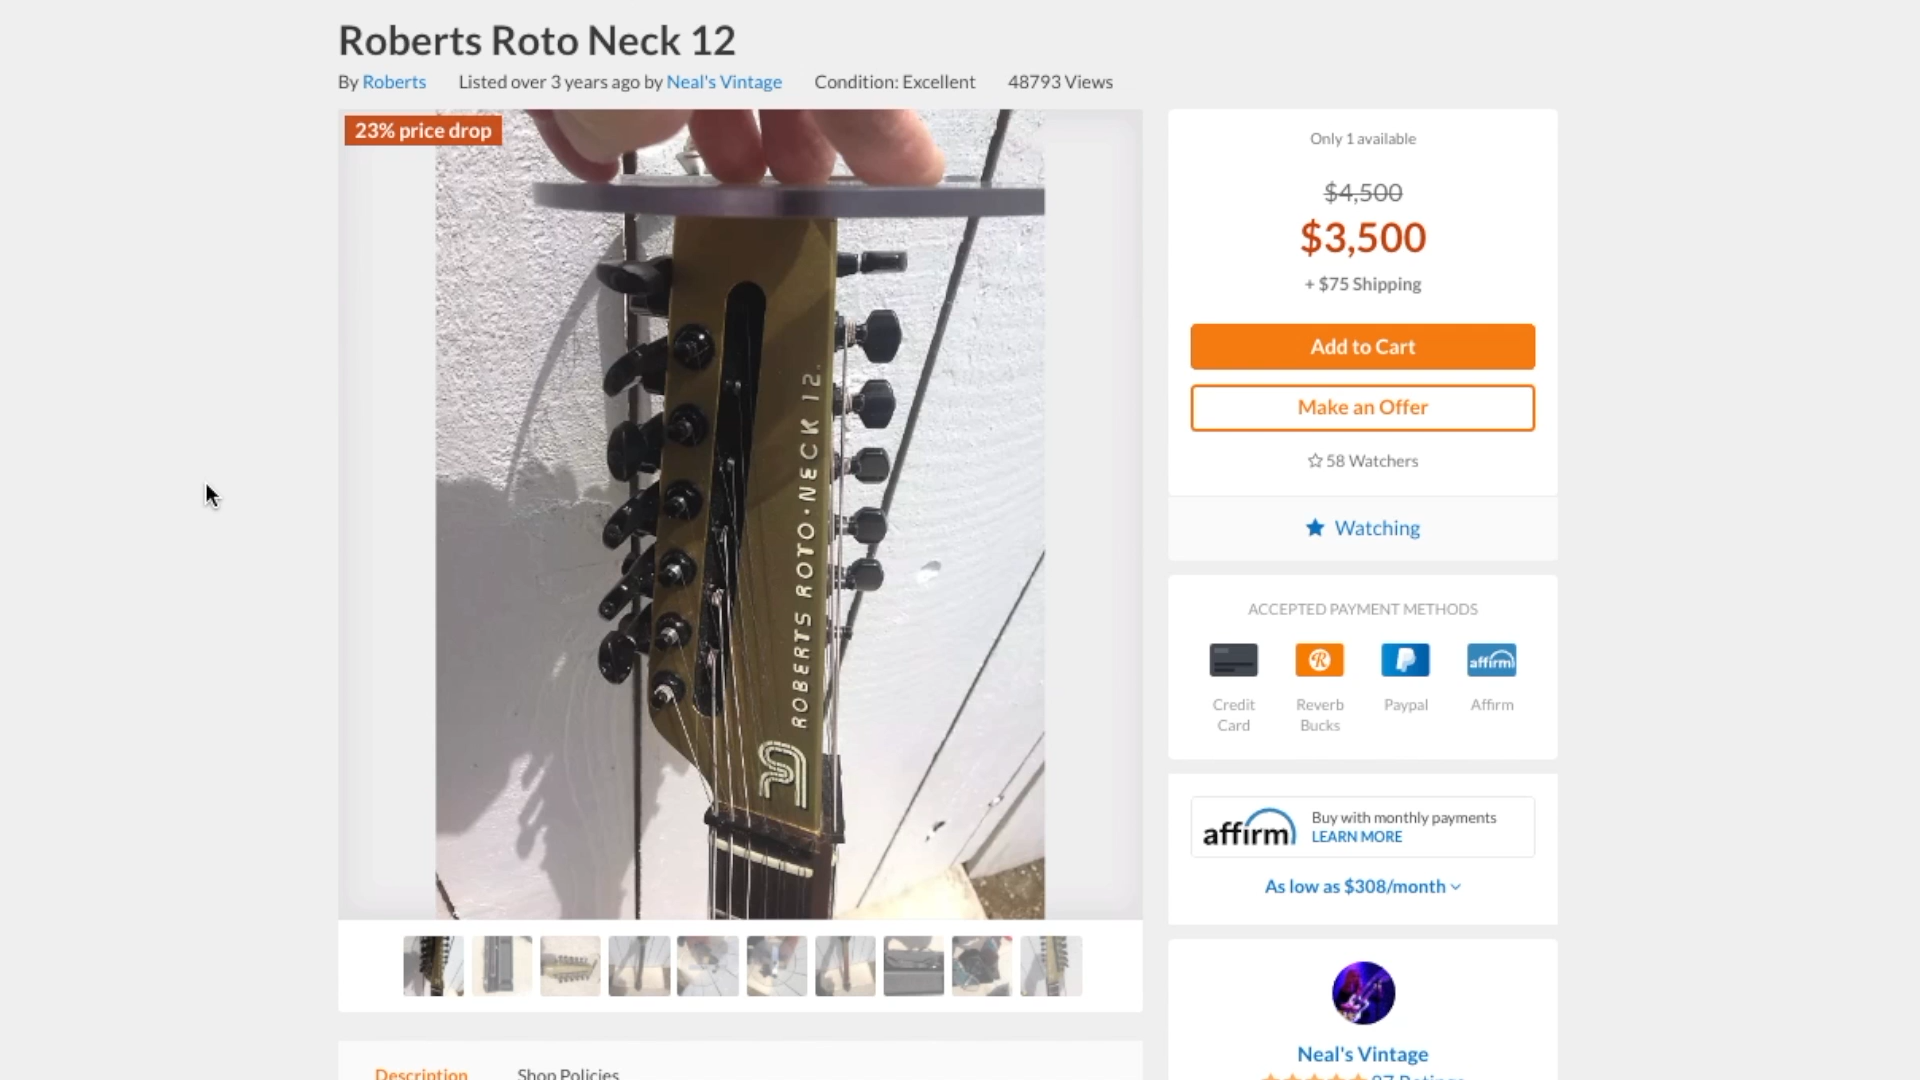 Roberts Roto Neck 12
By Roberts Listed over 3 years ago by Neal's Vintage Condition: Excellent 48793 Views
23% price drop
ROBERTS ROTO·NECK 12.
Only 1 available
$4,500
$3,500
+ $75 Shipping
Add to Cart
Make an Offer
58 Watchers
Watching
ACCEPTED PAYMENT METHODS
affirm
Credit Card
Reverb Bucks
Paypal
Affirm
affirm
Buy with monthly payments
LEARN MORE
As low as $308/month
Neal's Vintage
Description Shop Policies